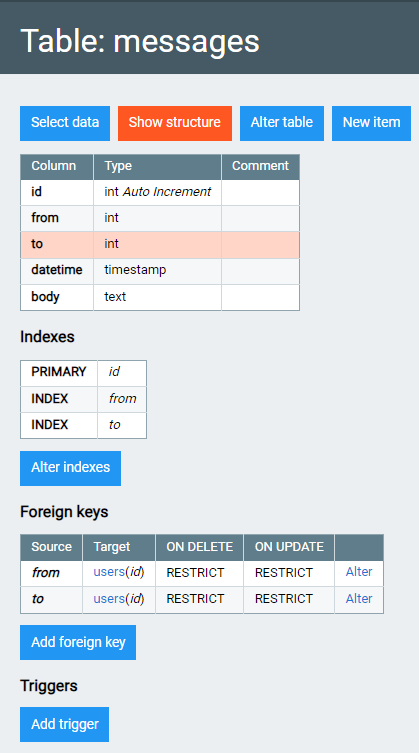 Table: messages
Select data Show structure Alter table New item
Column Type Comment
id int Auto Increment
from int
to int
datetime timestamp
body text
Indexes
PRIMARY id
INDEX from
INDEX to
Alter indexes
Foreign keys
Source Target ON DELETE ON UPDATE
from users(id) RESTRICT RESTRICT Alter
to users(id) RESTRICT RESTRICT Alter
Add foreign key
Triggers
Add trigger